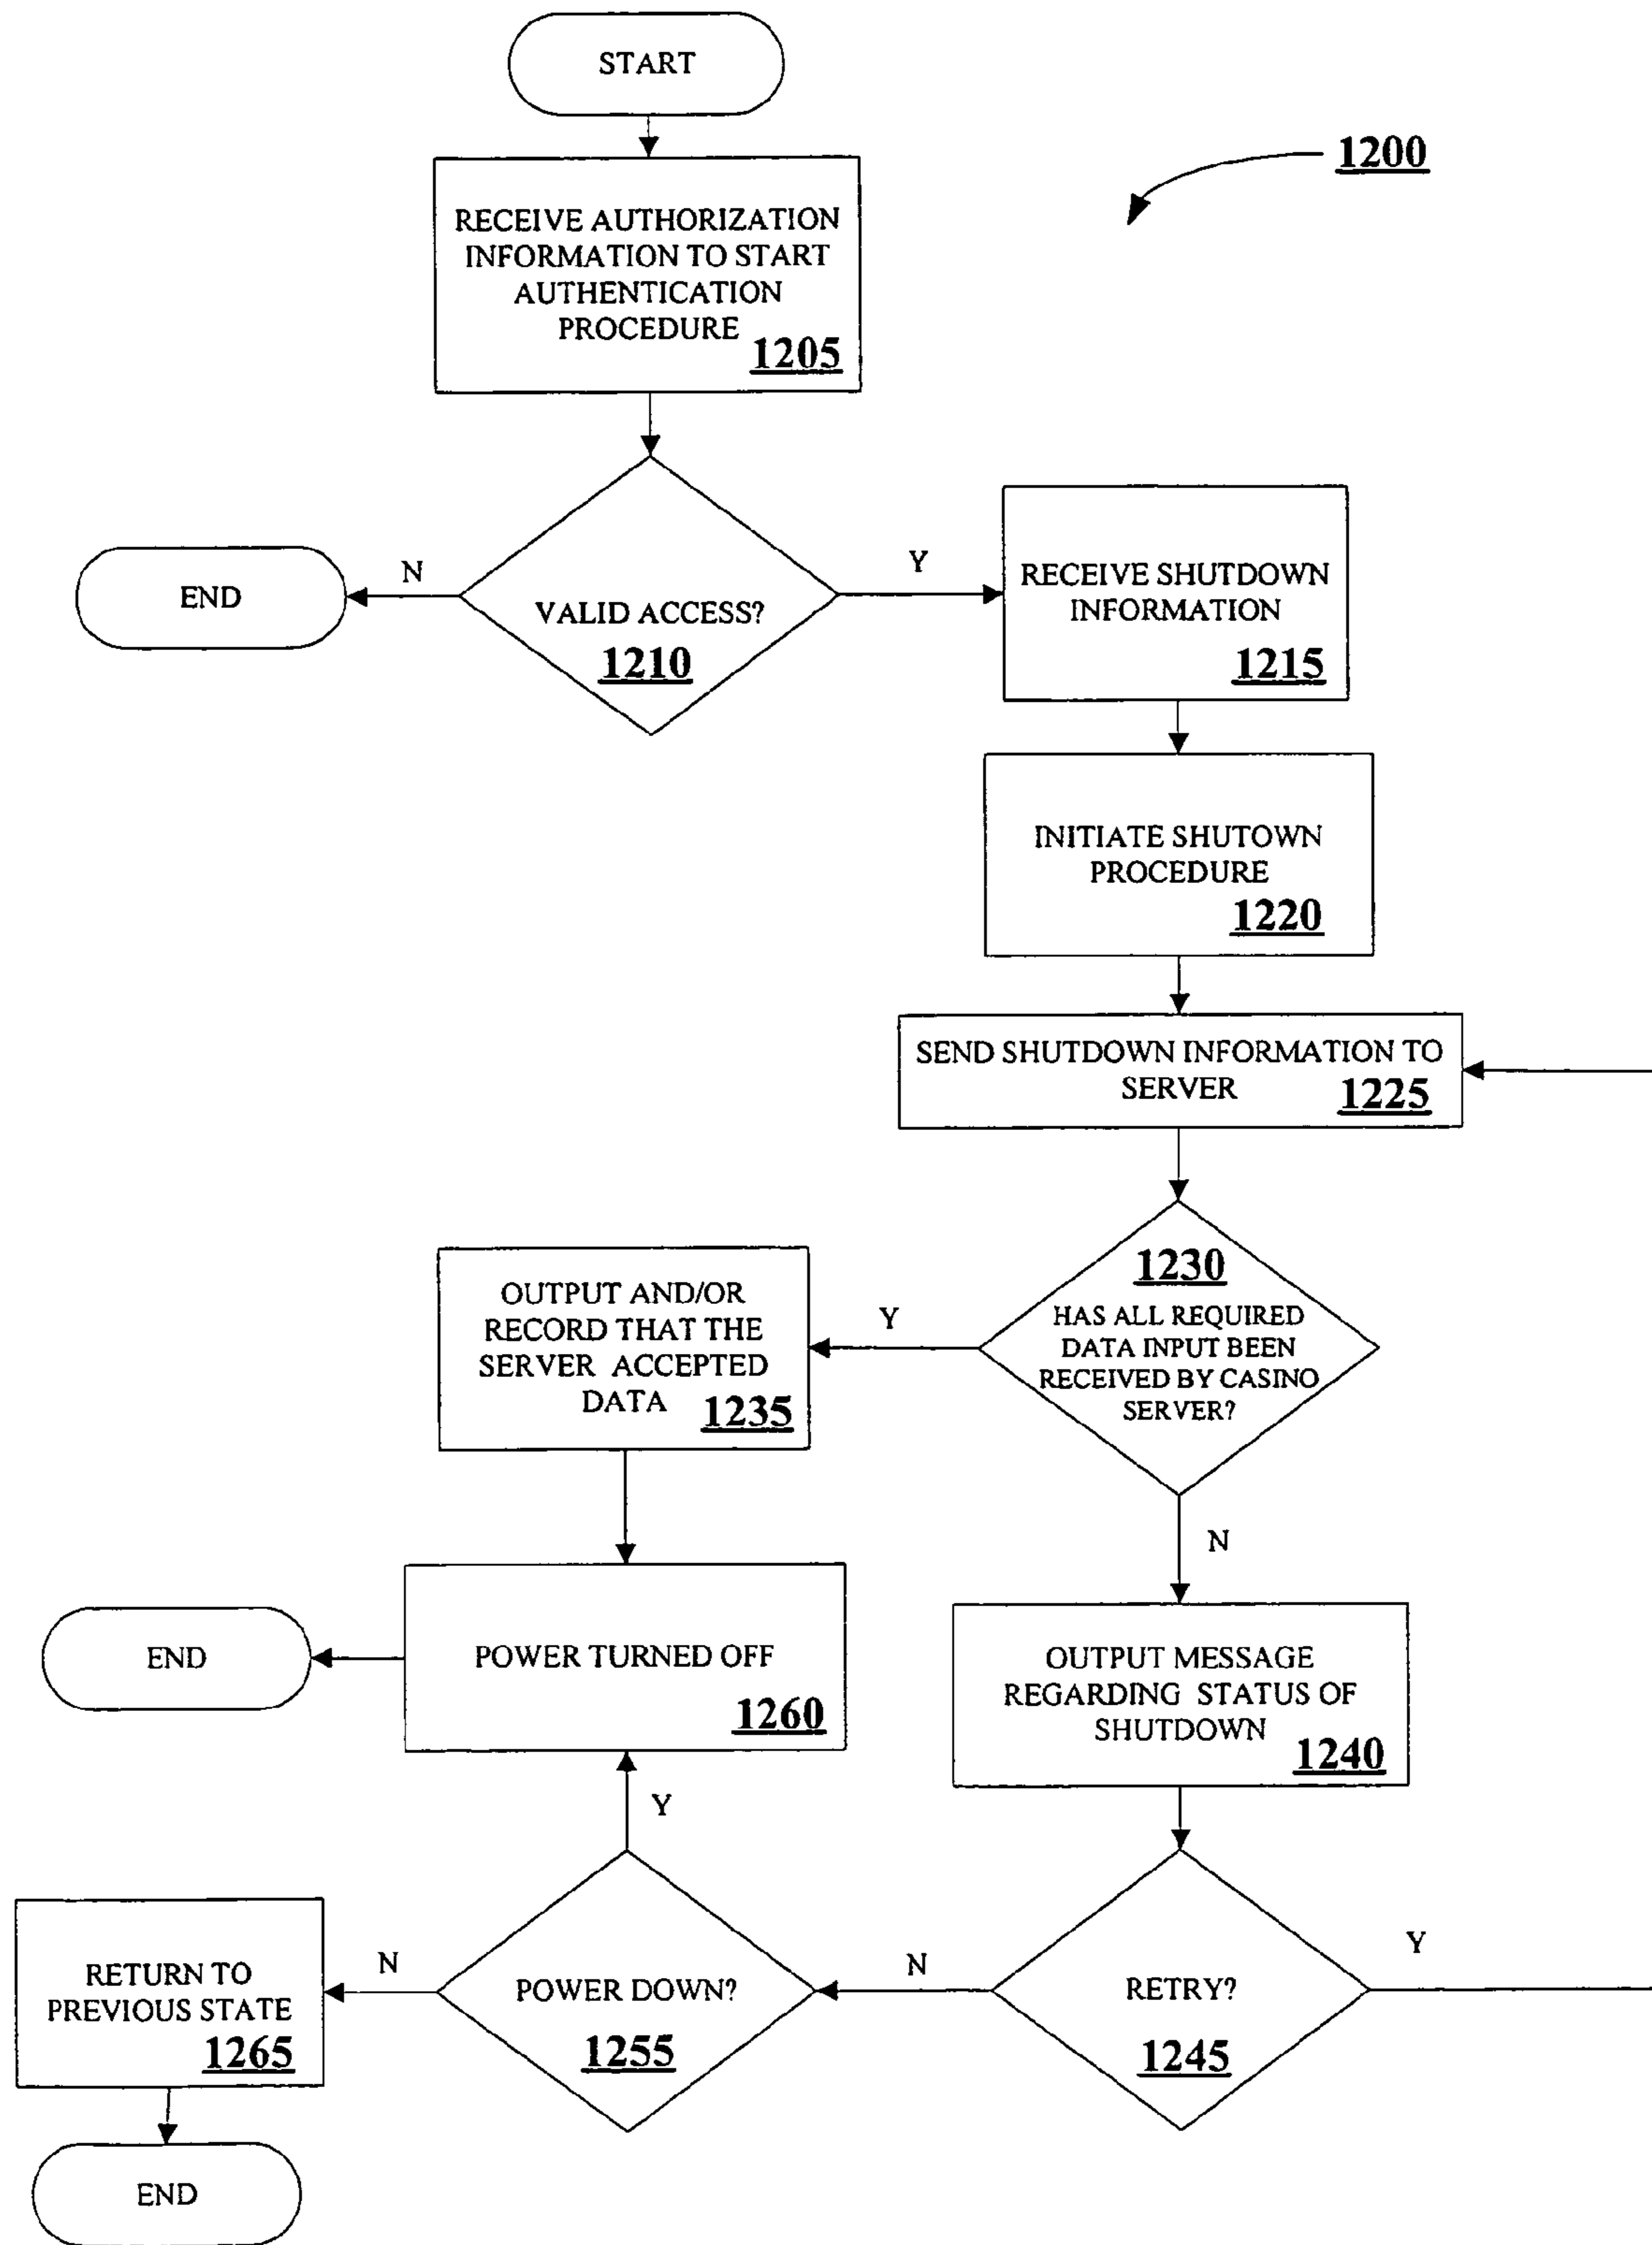 START
1200
RECEIVE AUTHORIZATION
INFORMATION TO START
AUTHENTICATION
PROCEDURE
1205
N
Y
END
VALID ACCESS?
1210
RECEIVE SHUTDOWN
INFORMATION
1215
INITIATE SHUTOWN
PROCEDURE
1220
SEND SHUTDOWN INFORMATION TO
SERVER
1225
1230
HAS ALL REQUIRED
DATA INPUT BEEN
RECEIVED BY CASINO
SERVER?
Y
OUTPUT AND/OR
RECORD THAT THE
SERVER ACCEPTED
DATA
1235
N
END
POWER TURNED OFF
1260
OUTPUT MESSAGE
REGARDING STATUS OF
SHUTDOWN
1240
Y
RETRY?
1245
Y
N
POWER DOWN?
1255
N
RETURN TO
PREVIOUS STATE
1265
END